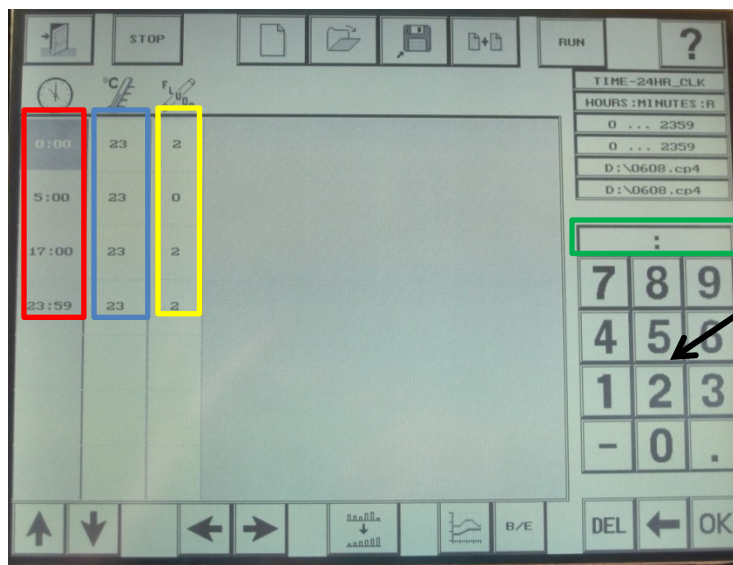 STOP RUN ?
°C FLUO
TIME-24HR_CLK
HOURS:MINUTES:R
0 ... 2359
0 ... 2359
D:\0608.cp4
D:\0608.cp4
0:00 23 2
5:00 23 0
17:00 23 2
23:59 23 2
:
7 8 9
4 5 6
1 2 3
- 0 .
B/E DEL OK